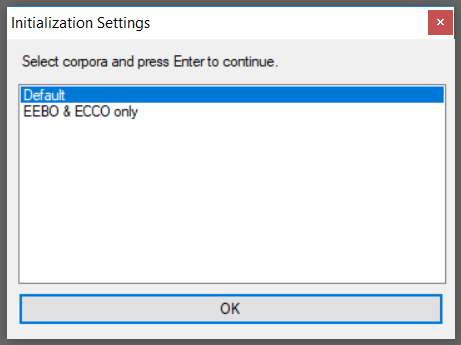 Initialization Settings
Select corpora and press Enter to continue.
Default
EEBO & ECCO only
OK